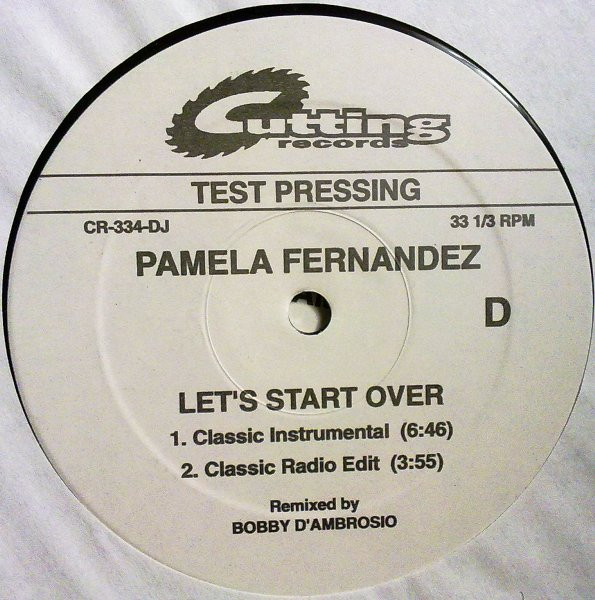 Cutting
records
TEST PRESSING
CR-334-DJ 33 1/3 RPM
PAMELA FERNANDEZ
D
LET'S START OVER
1. Classic Instrumental (6:46)
2. Classic Radio Edit (3:55)
Remixed by
BOBBY D'AMBROSIO